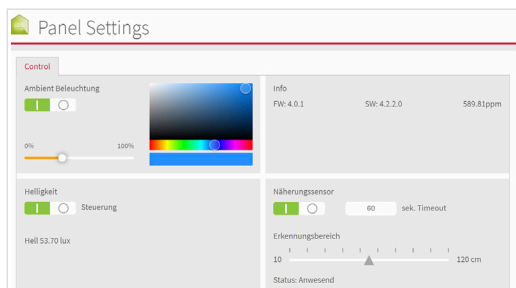 Panel Settings
Control
Ambient Beleuchtung
0% 100%
Info
FW: 4.0.1 SW: 4.2.2.0 589.81ppm
Helligkeit
Steuerung
Hell 53.70 lux
Näherungssensor
60 sek. Timeout
Erkennungsbereich
10 120 cm
Status: Anwesend